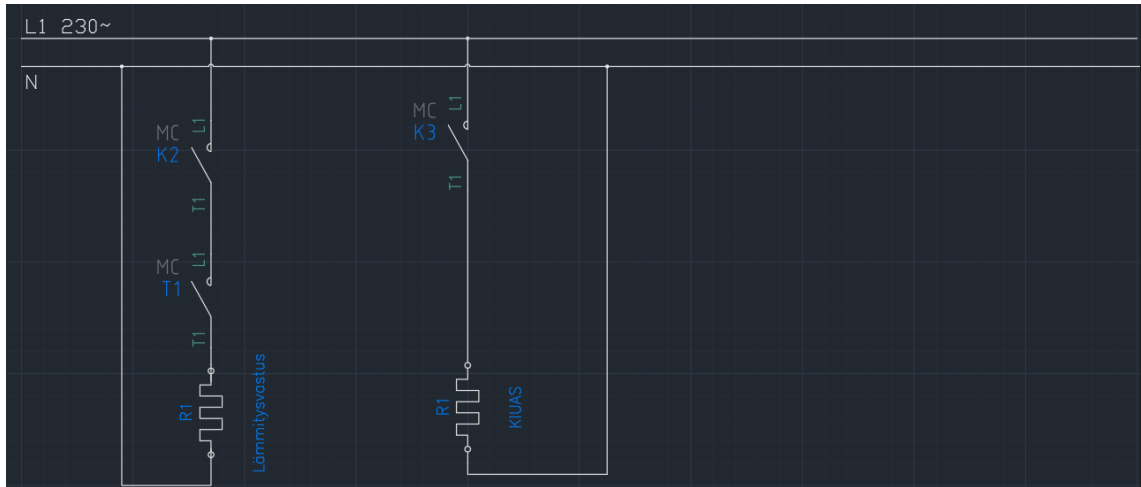 L1 230~
N
MC
K2
L1
T1
MC
T1
L1
T1
R1
Lämmitysvastus
MC
K3
L1
T1
R1
KIUAS